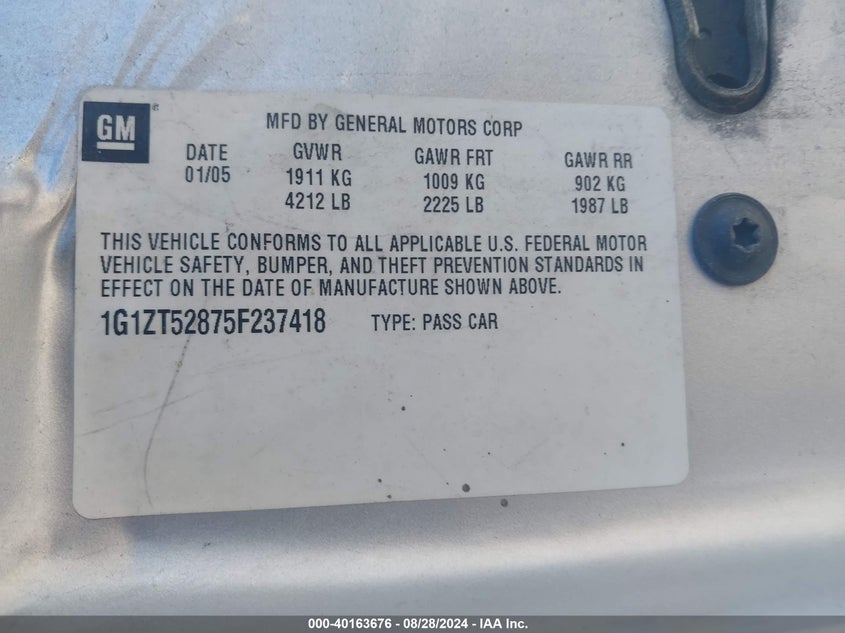 GM®
MFD BY GENERAL MOTORS CORP
DATE GVWR GAWR FRT GAWR RR
01/05 1911 KG 1009 KG 902 KG
4212 LB 2225 LB 1987 LB
THIS VEHICLE CONFORMS TO ALL APPLICABLE U.S. FEDERAL MOTOR
VEHICLE SAFETY, BUMPER, AND THEFT PREVENTION STANDARDS IN
EFFECT ON THE DATE OF MANUFACTURE SHOWN ABOVE.
1G1ZT52875F237418 TYPE: PASS CAR
000-40163676 - 08/28/2024 - IAA Inc.